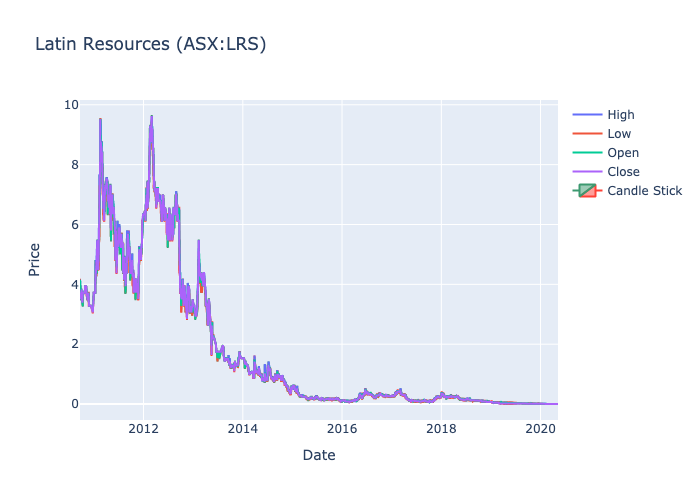 Latin Resources (ASX:LRS)
High
Low
Open
Close
Candle Stick
Price
10
8
6
4
2
0
2012
2014
2016
2018
2020
Date